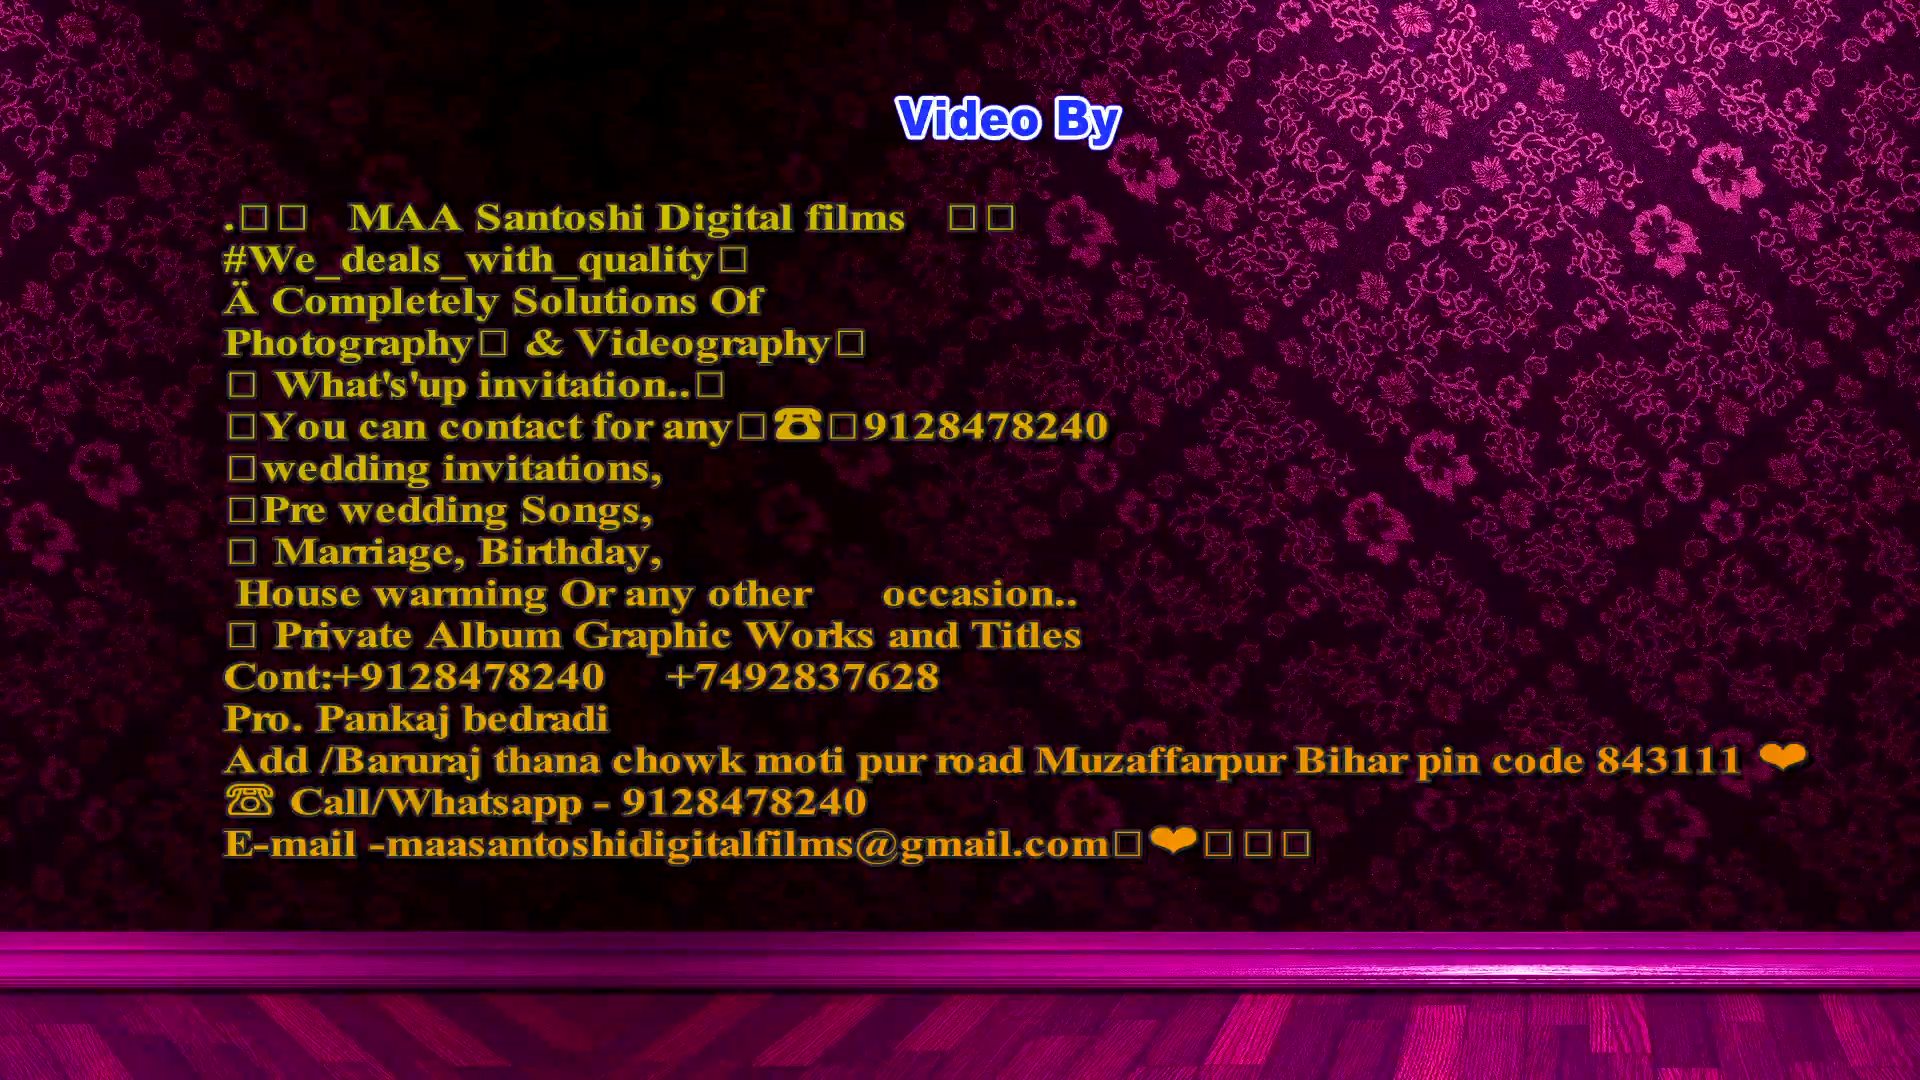 Video By
.□□ MAA Santoshi Digital films □□
#We_deals_with_quality□
Ä Completely Solutions Of
Photography□ & Videography□
□ What's'up invitation..□
□You can contact for any□☎□9128478240
□wedding invitations,
□Pre wedding Songs,
□ Marriage, Birthday,
House warming Or any other occasion..
□ Private Album Graphic Works and Titles
Cont:+9128478240 +7492837628
Pro. Pankaj bedradi
Add /Baruraj thana chowk moti pur road Muzaffarpur Bihar pin code 843111 ❤
☏ Call/Whatsapp - 9128478240
E-mail -maasantoshidigitalfilms@gmail.com□❤□□□